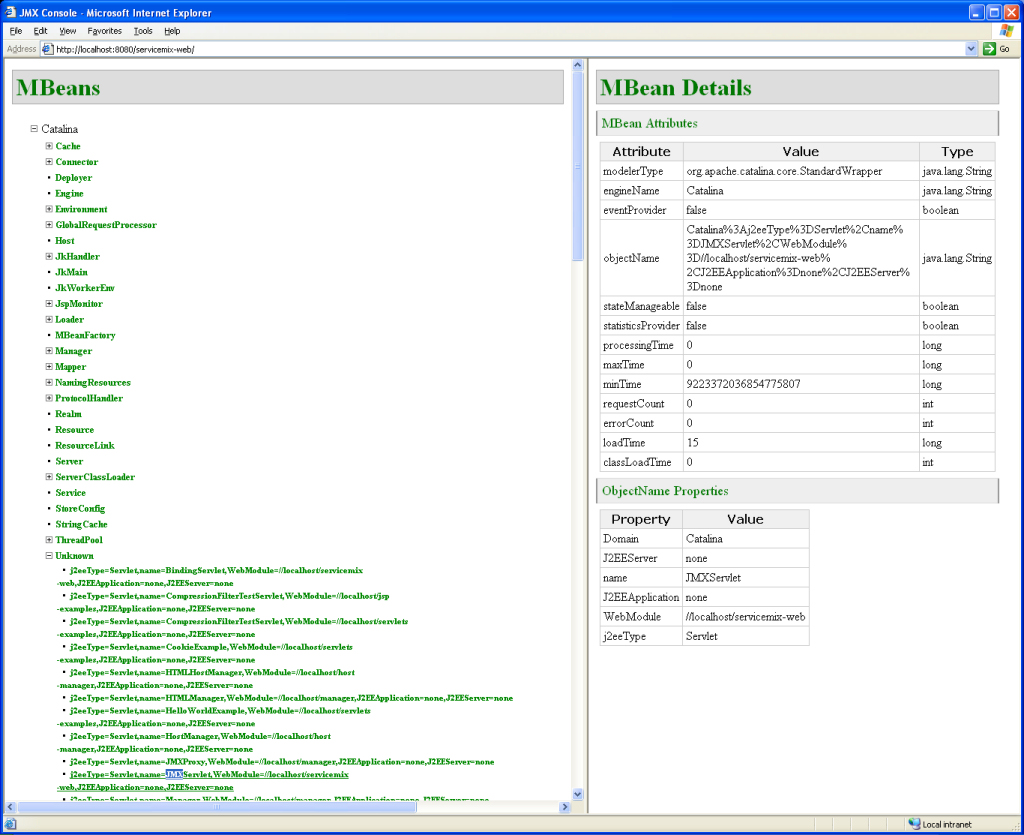 JMX Console - Microsoft Internet Explorer
File Edit View Favorites Tools Help
Address http://localhost:8080/servicemix-web/ Go
MBeans
Catalina
Cache
Connector
Deployer
Engine
Environment
GlobalRequestProcessor
Host
JkHandler
JkMain
JkWorkerEnv
JspMonitor
Loader
MBeanFactory
Manager
Mapper
NamingResources
ProtocolHandler
Realm
Resource
ResourceLink
Server
ServerClassLoader
Service
StoreConfig
StringCache
ThreadPool
Unknown
j2eeType=Servlet,name=BindingServlet,WebModule=//localhost/servicemix
-web,J2EEApplication=none,J2EEServer=none
j2eeType=Servlet,name=CompressionFilterTestServlet,WebModule=//localhost/jsp
-examples,J2EEApplication=none,J2EEServer=none
j2eeType=Servlet,name=CompressionFilterTestServlet,WebModule=//localhost/servlets
-examples,J2EEApplication=none,J2EEServer=none
j2eeType=Servlet,name=CookieExample,WebModule=//localhost/servlets
-examples,J2EEApplication=none,J2EEServer=none
j2eeType=Servlet,name=HTMLHostManager,WebModule=//localhost/host
-manager,J2EEApplication=none,J2EEServer=none
j2eeType=Servlet,name=HTMLManager,WebModule=//localhost/manager,J2EEApplication=none,J2EEServer=none
j2eeType=Servlet,name=HelloWorldExample,WebModule=//localhost/servlets
-examples,J2EEApplication=none,J2EEServer=none
j2eeType=Servlet,name=HostManager,WebModule=//localhost/host
-manager,J2EEApplication=none,J2EEServer=none
j2eeType=Servlet,name=JMXProxy,WebModule=//localhost/manager,J2EEApplication=none,J2EEServer=none
j2eeType=Servlet,name=JMXServlet,WebModule=//localhost/servicemix
-web,J2EEApplication=none,J2EEServer=none
j2eeType=Servlet,name=Manager,WebModule=//localhost/manager,J2EEApplication=none,J2EEServer=none
MBean Details
MBean Attributes
Attribute Value Type
modelerType org.apache.catalina.core.StandardWrapper java.lang.String
engineName Catalina java.lang.String
eventProvider false boolean
Catalina%3Aj2eeType%3DServlet%2Cname%
3DJMXServlet%2CWebModule%
objectName 3D//localhost/servicemix-web% java.lang.String
2CJ2EEApplication%3Dnone%2CJ2EEServer%
3Dnone
stateManageable false boolean
statisticsProvider false boolean
processingTime 0 long
maxTime 0 long
minTime 9223372036854775807 long
requestCount 0 int
errorCount 0 int
loadTime 15 long
classLoadTime 0 int
ObjectName Properties
Property Value
Domain Catalina
J2EEServer none
name JMXServlet
J2EEApplication none
WebModule //localhost/servicemix-web
j2eeType Servlet
Local intranet